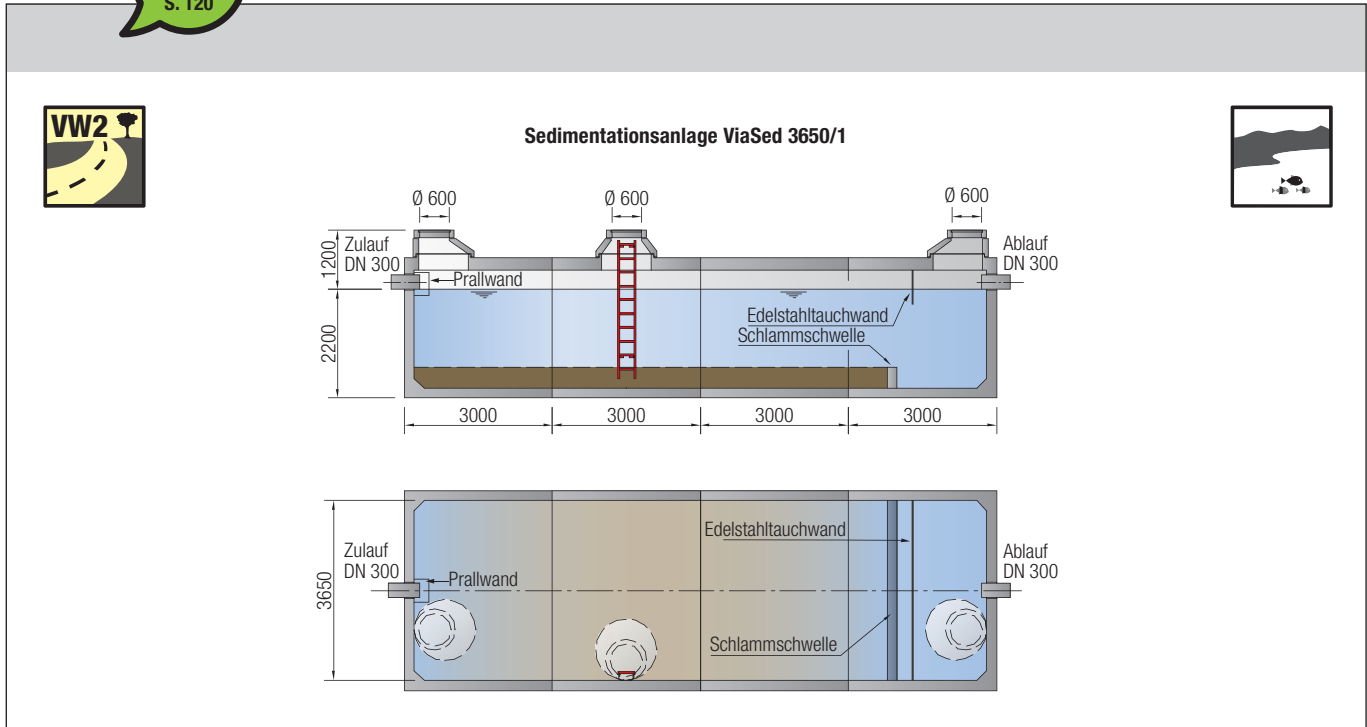 S. 120
VW2
Sedimentationsanlage ViaSed 3650/1
Ø 600
Ø 600
Ø 600
1200
Zulauf
DN 300
Ablauf
DN 300
Prallwand
2200
Edelstahltauchwand
Schlammschwelle
3000
3000
3000
3000
3650
Edelstahltauchwand
Zulauf
DN 300
Ablauf
DN 300
Prallwand
Schlammschwelle